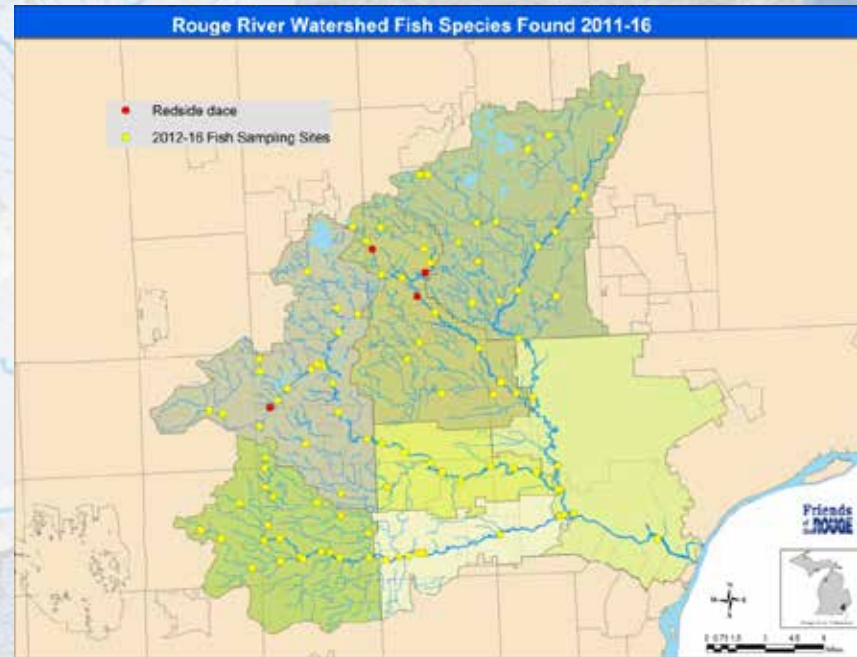 Rouge River Watershed Fish Species Found 2011-16
Redside dace
2012-16 Fish Sampling Sites
Friends
of the ROUGE